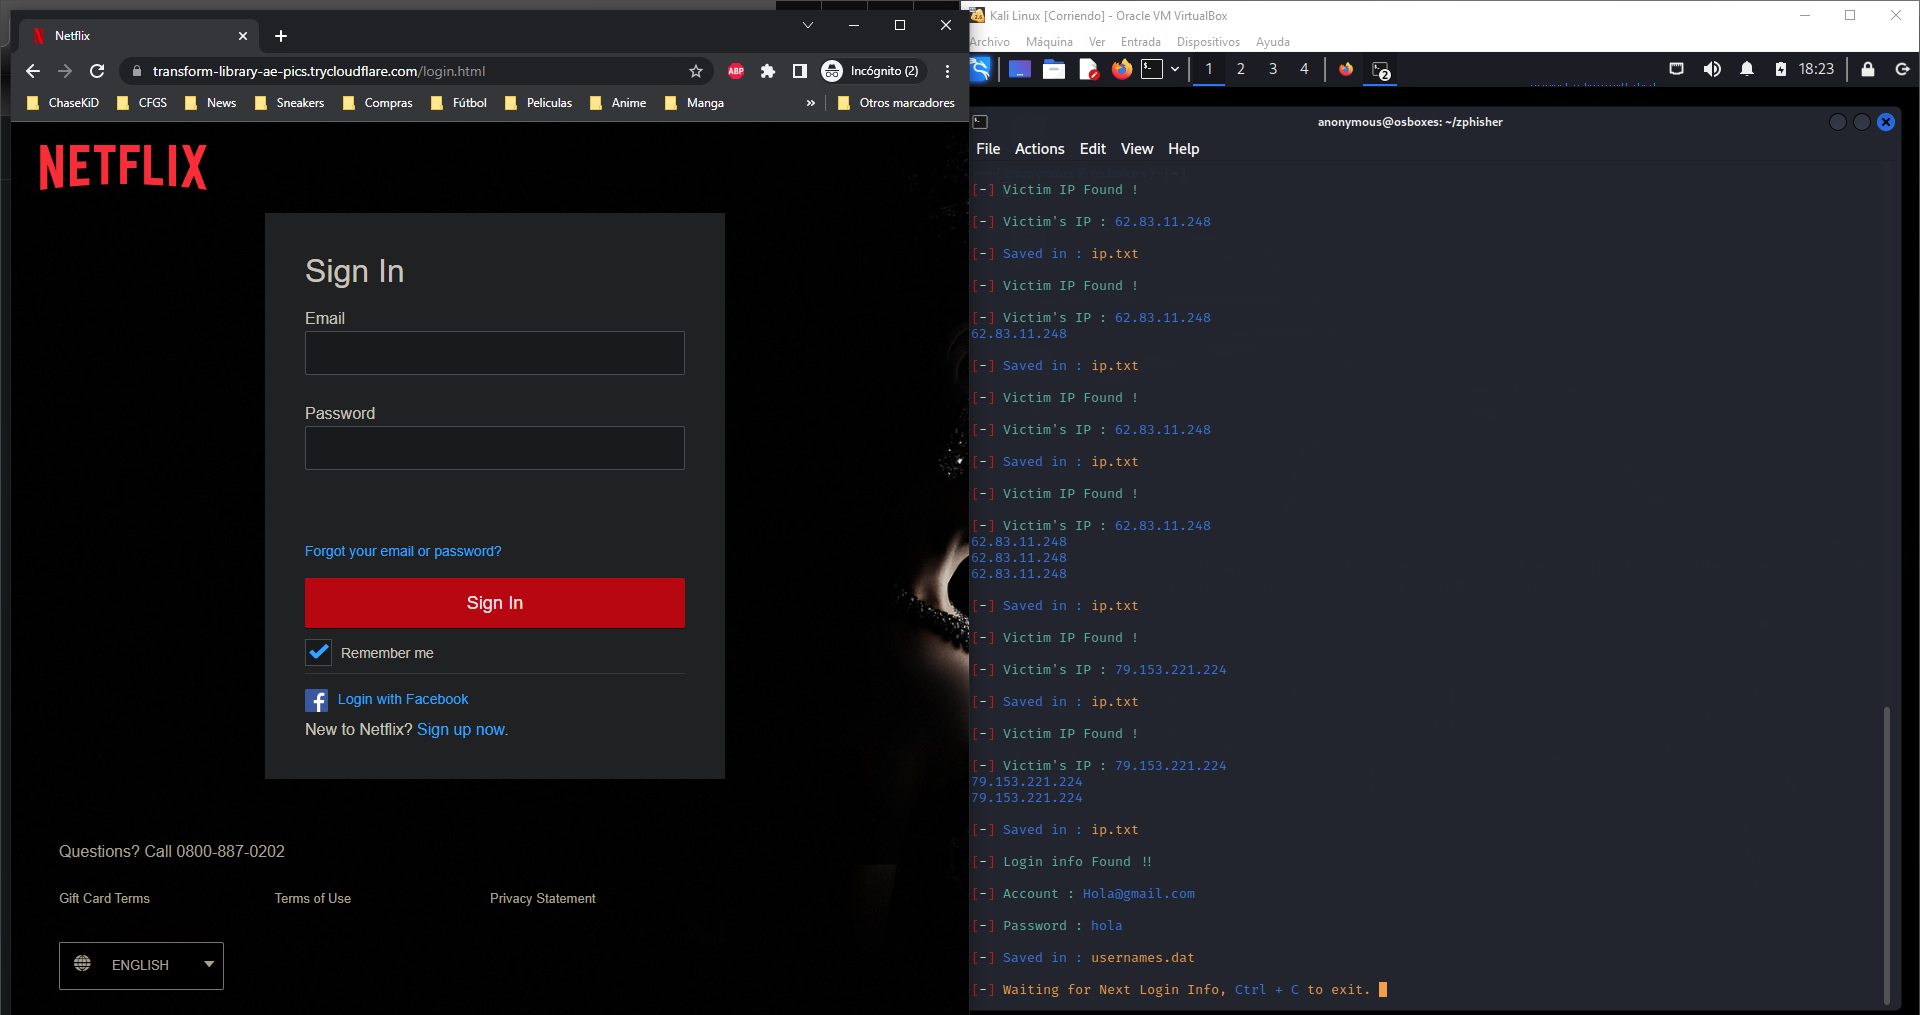 Netflix
transform-library-ae-pics.trycloudflare.com/login.html
ABP
Incógnito (2)
ChaseKiD
CFGS
News
Sneakers
Compras
Fútbol
Peliculas
Anime
Manga
»
Otros marcadores
NETFLIX
Sign In
Email
Password
Forgot your email or password?
Sign In
Remember me
Login with Facebook
New to Netflix? Sign up now.
Questions? Call 0800-887-0202
Gift Card Terms
Terms of Use
Privacy Statement
ENGLISH
Kali Linux [Corriendo] - Oracle VM VirtualBox
Archivo
Máquina
Ver
Entrada
Dispositivos
Ayuda
1
2
3
4
2
18:23
anonymous@osboxes: ~/zphisher
File
Actions
Edit
View
Help
[-] Victim IP Found !
[-] Victim's IP : 62.83.11.248
[-] Saved in : ip.txt
[-] Victim IP Found !
[-] Victim's IP : 62.83.11.248
62.83.11.248
[-] Saved in : ip.txt
[-] Victim IP Found !
[-] Victim's IP : 62.83.11.248
[-] Saved in : ip.txt
[-] Victim IP Found !
[-] Victim's IP : 62.83.11.248
62.83.11.248
62.83.11.248
62.83.11.248
[-] Saved in : ip.txt
[-] Victim IP Found !
[-] Victim's IP : 79.153.221.224
[-] Saved in : ip.txt
[-] Victim IP Found !
[-] Victim's IP : 79.153.221.224
79.153.221.224
79.153.221.224
[-] Saved in : ip.txt
[-] Login info Found !!
[-] Account : Hola@gmail.com
[-] Password : hola
[-] Saved in : usernames.dat
[-] Waiting for Next Login Info, Ctrl + C to exit.